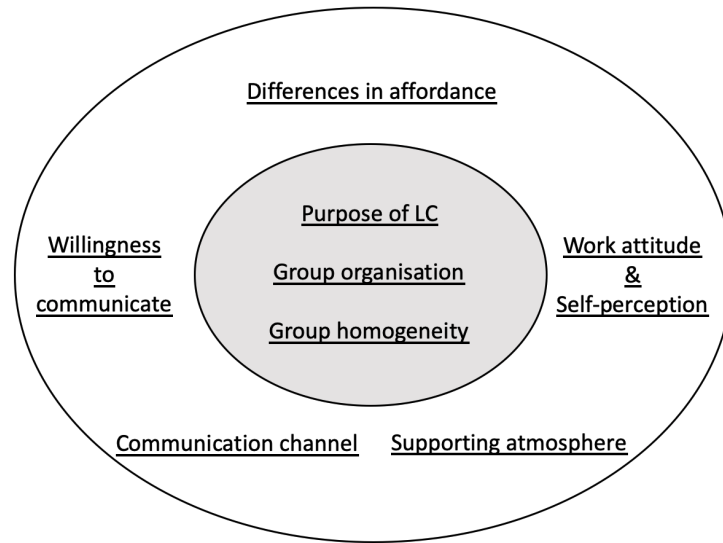 Differences in affordance
Purpose of LC
Group organisation
Group homogeneity
Willingness
to
communicate
Work attitude
&
Self-perception
Communication channel
Supporting atmosphere